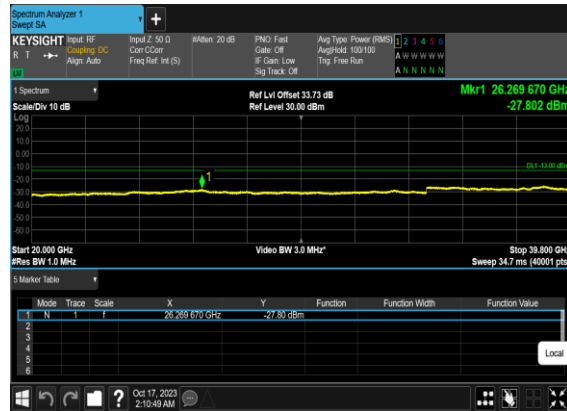 Spectrum Analyzer 1
Swept SA
KEYSIGHT Input: RF Input Z: 50 Ω #Atten: 20 dB PNO: Fast Avg Type: Power (RMS) 1 2 3 4 5 6
R T Coupling: DC Corr CCorr Gate: Off Avg|Hold: 100/100 A W W W W W
Align: Auto Freq Ref: Int (S) IF Gain: Low Trig: Free Run
Sig Track: Off A N N N N N
1 Spectrum Ref Lvl Offset 33.73 dB Mkr1 26.269 670 GHz
Scale/Div 10 dB Ref Level 30.00 dBm -27.802 dBm
Log
20.0
10.0
0.00
-10.0
DL1 -13.00 dBm
-20.0
1
-30.0
-40.0
-50.0
-60.0
Start 20.000 GHz Video BW 3.0 MHz* Stop 39.800 GHz
#Res BW 1.0 MHz Sweep 34.7 ms (40001 pts)
5 Marker Table
Mode Trace Scale X Y Function Function Width Function Value
1 N 1 f 26.269 670 GHz -27.80 dBm
2
3
4
5
6
Local
? Oct 17, 2023
2:10:49 AM